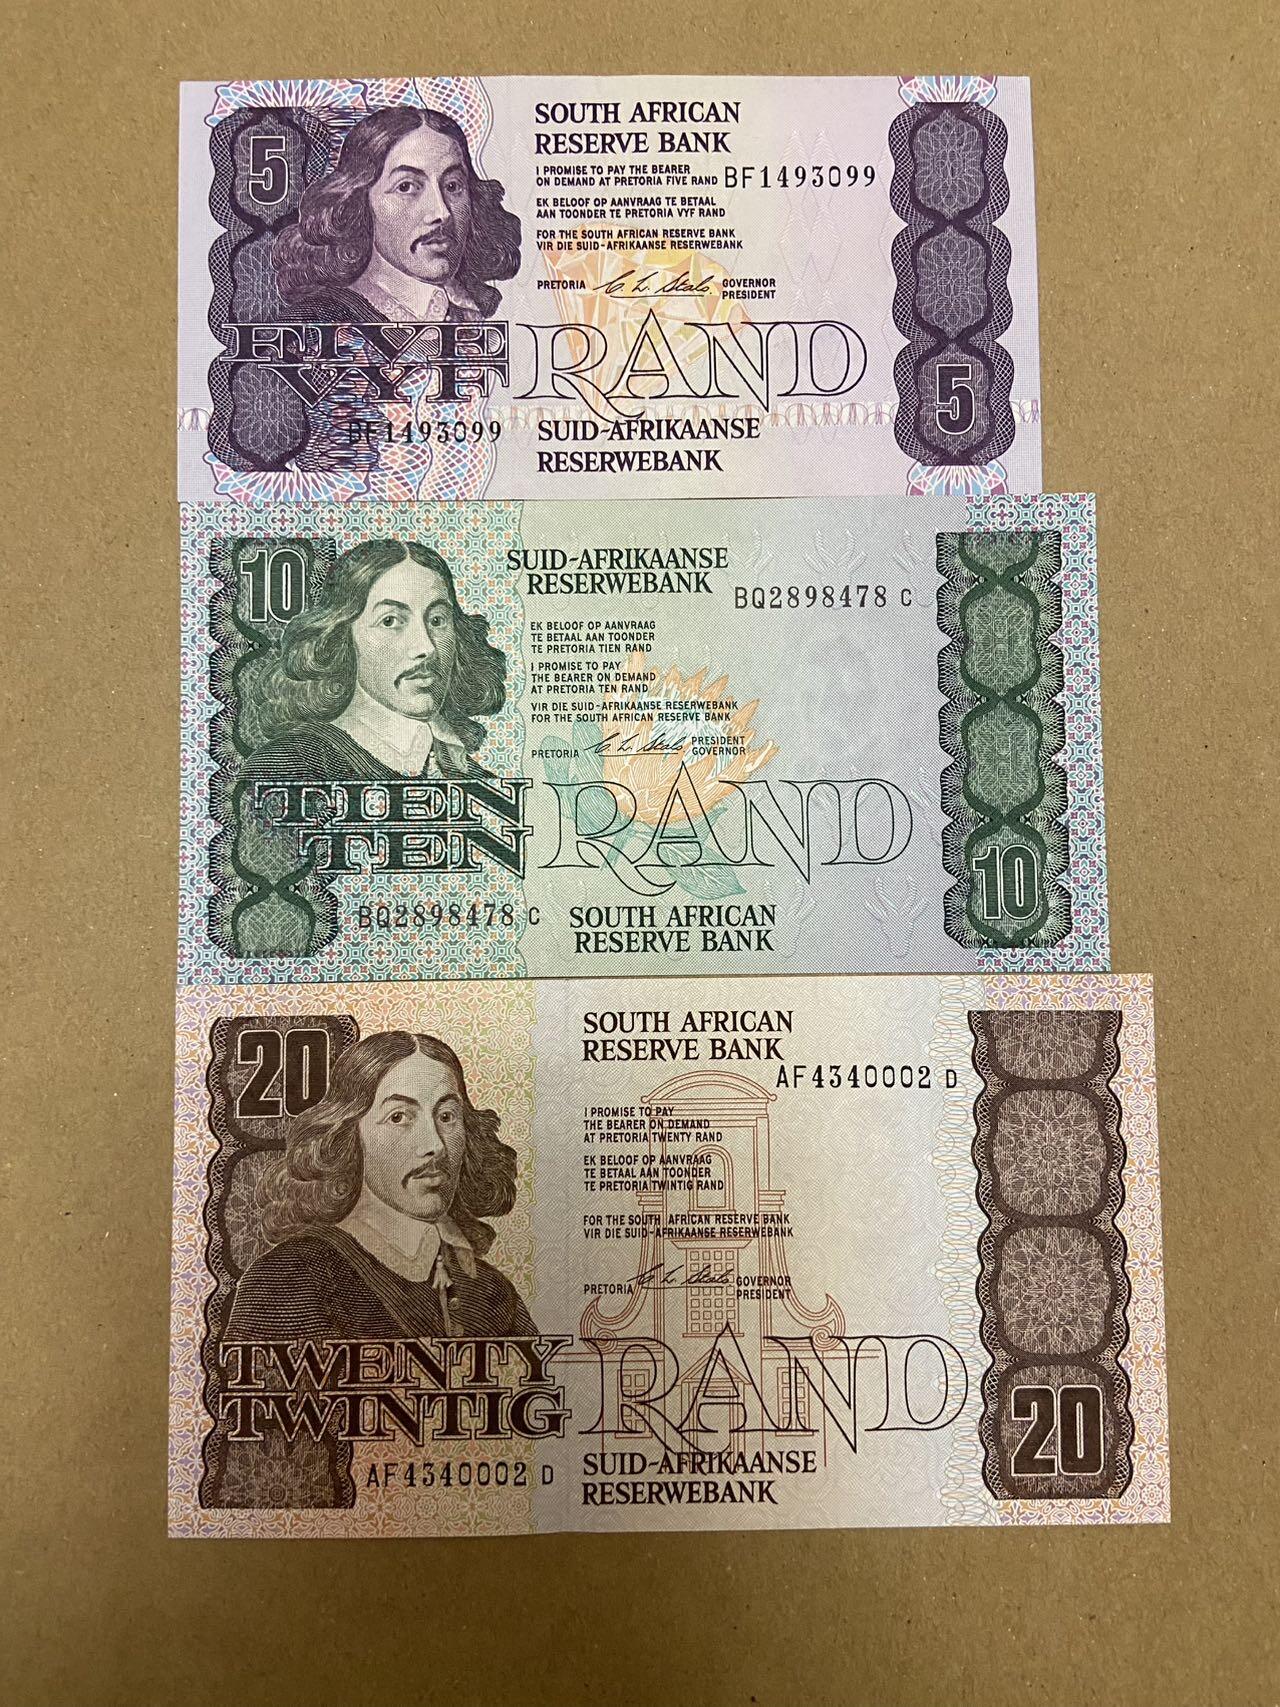 5
SOUTH AFRICAN
RESERVE BANK
I PROMISE TO PAY THE BEARER
ON DEMAND AT PRETORIA FIVE RAND
BF1493099
EK BELOOF OP AANVRAAG TE BETAAL
AAN TOONDER TE PRETORIA VYF RAND
FOR THE SOUTH AFRICAN RESERVE BANK
VIR DIE SUID-AFRIKAANSE RESERWEBANK
PRETORIA C. L. Stals. GOVERNOR
PRESIDENT
FIVE
VYF
RAND
5
BF1493099
SUID-AFRIKAANSE
RESERWEBANK
10
SUID-AFRIKAANSE
RESERWEBANK
BQ2898478 C
EK BELOOF OP AANVRAAG
TE BETAAL AAN TOONDER
TE PRETORIA TIEN RAND
I PROMISE TO PAY
THE BEARER ON DEMAND
AT PRETORIA TEN RAND
VIR DIE SUID-AFRIKAANSE RESERWEBANK
FOR THE SOUTH AFRICAN RESERVE BANK
PRETORIA C. L. Stals PRESIDENT
GOVERNOR
TIEN
TEN
RAND
10
BQ2898478 C
SOUTH AFRICAN
RESERVE BANK
20
SOUTH AFRICAN
RESERVE BANK
AF4340002 D
I PROMISE TO PAY
THE BEARER ON DEMAND
AT PRETORIA TWENTY RAND
EK BELOOF OP AANVRAAG
TE BETAAL AAN TOONDER
TE PRETORIA TWINTIG RAND
FOR THE SOUTH AFRICAN RESERVE BANK
VIR DIE SUID-AFRIKAANSE RESERWEBANK
PRETORIA C. L. Stals GOVERNOR
PRESIDENT
TWENTY
TWINTIG
RAND
20
AF4340002 D
SUID-AFRIKAANSE
RESERWEBANK